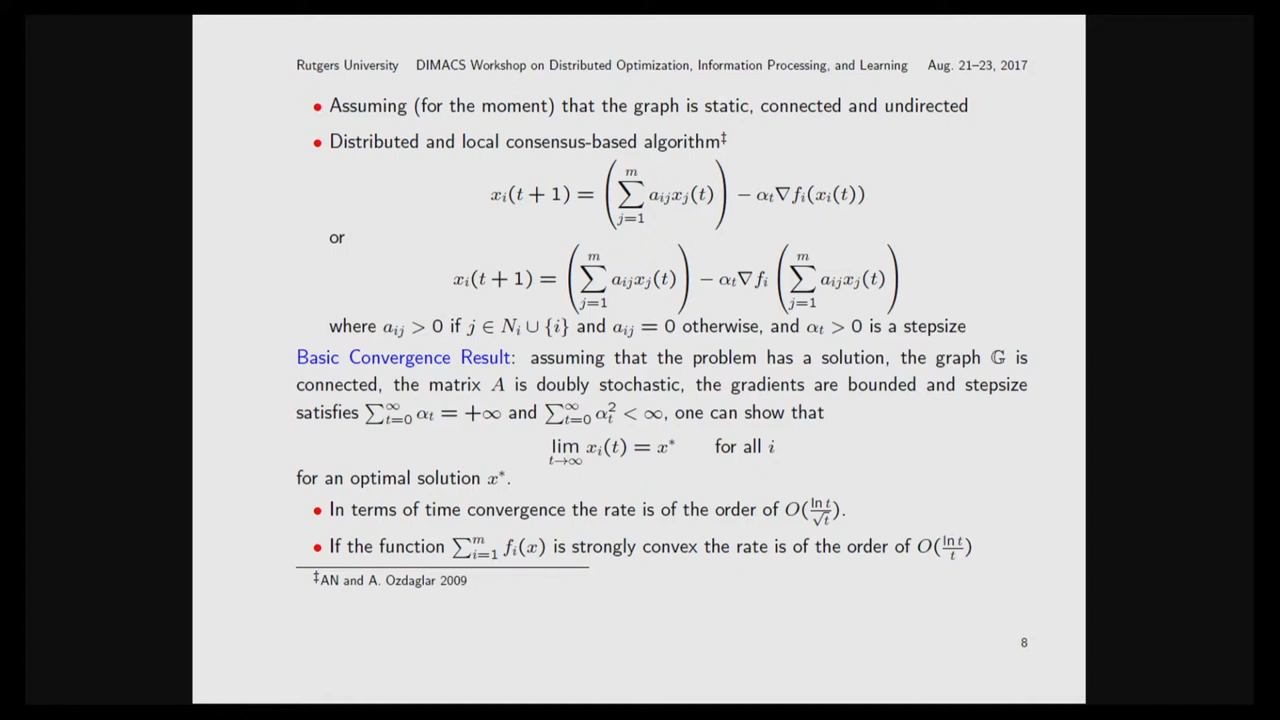 Rutgers University DIMACS Workshop on Distributed Optimization, Information Processing, and Learning Aug. 21–23, 2017
• Assuming (for the moment) that the graph is static, connected and undirected
• Distributed and local consensus-based algorithm‡
x_i(t + 1) = (∑_{j=1}^{m} a_{ij}x_j(t)) − α_t∇f_i(x_i(t))
or
x_i(t + 1) = (∑_{j=1}^{m} a_{ij}x_j(t)) − α_t∇f_i (∑_{j=1}^{m} a_{ij}x_j(t))
where a_{ij} > 0 if j ∈ N_i ∪ {i} and a_{ij} = 0 otherwise, and α_t > 0 is a stepsize
Basic Convergence Result: assuming that the problem has a solution, the graph 𝔾 is
connected, the matrix A is doubly stochastic, the gradients are bounded and stepsize
satisfies ∑_{t=0}^{∞} α_t = +∞ and ∑_{t=0}^{∞} α_t^2 < ∞, one can show that
lim_{t→∞} x_i(t) = x* for all i
for an optimal solution x*.
• In terms of time convergence the rate is of the order of O(ln t/√t).
• If the function ∑_{i=1}^{m} f_i(x) is strongly convex the rate is of the order of O(ln t/t)
‡AN and A. Ozdaglar 2009
8